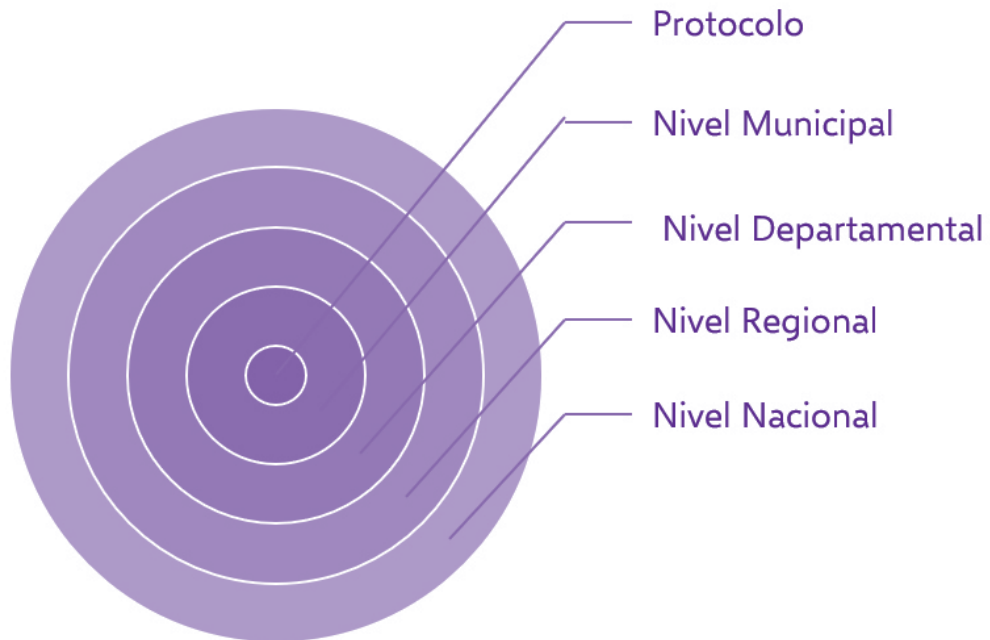 Protocolo
Nivel Municipal
Nivel Departamental
Nivel Regional
Nivel Nacional